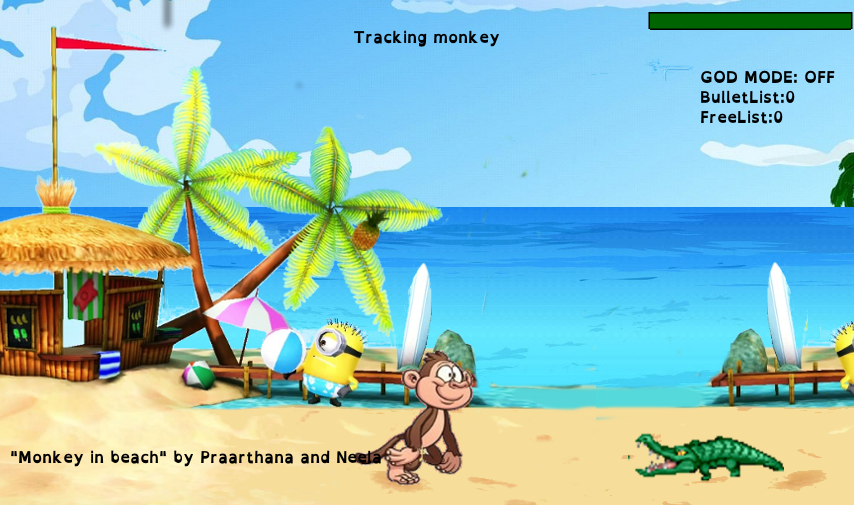 Tracking monkey
GOD MODE: OFF
BulletList:0
FreeList:0
"Monkey in beach" by Praarthana and Neela